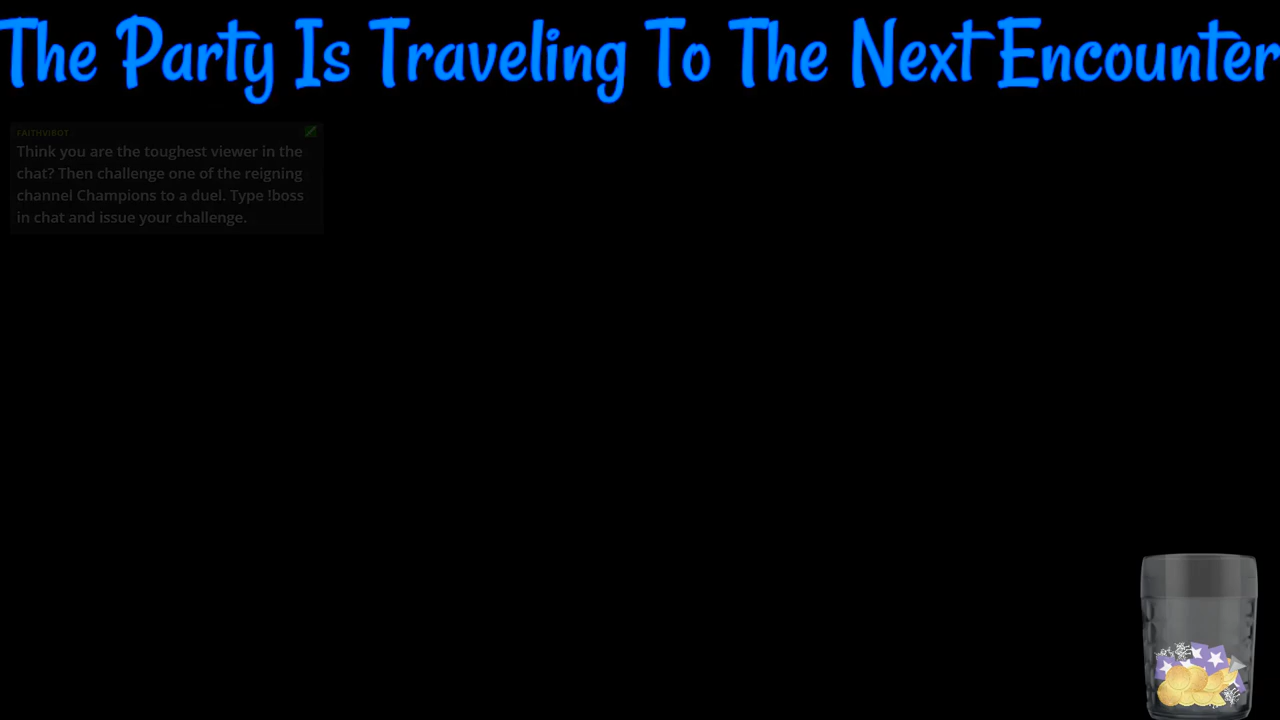 The Party Is Traveling To The Next Encounter
FAITHVIBOT
Think you are the toughest viewer in the
chat? Then challenge one of the reigning
channel Champions to a duel. Type !boss
in chat and issue your challenge.